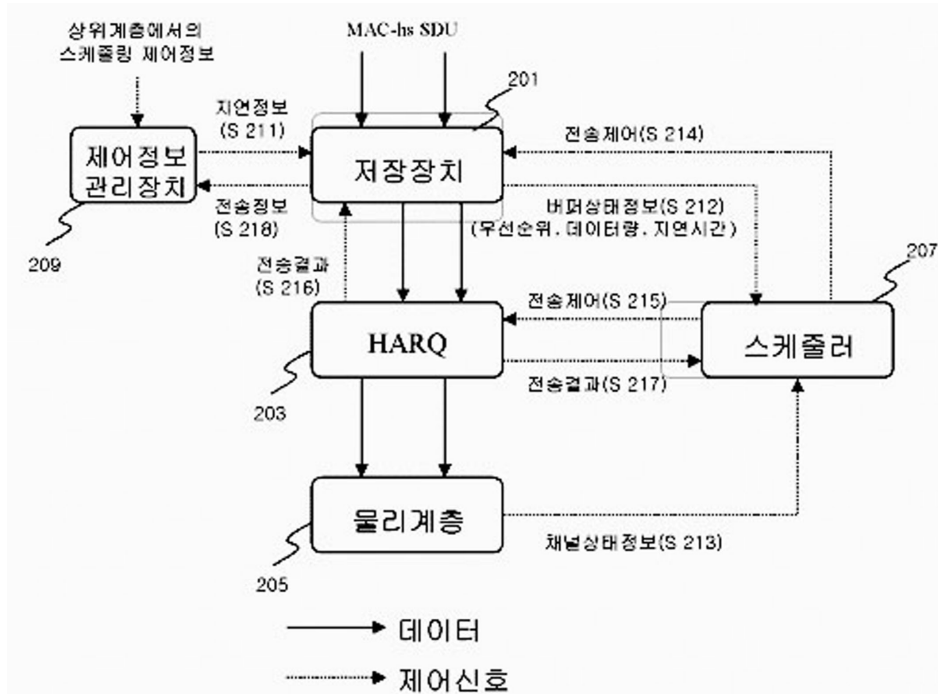 상위계층에서의
스케줄링 제어정보
MAC-hs SDU
201
지연정보
(S 211)
전송제어(S 214)
제어정보
관리장치
저장장치
전송정보
(S 218)
버퍼상태정보(S 212)
(우선순위, 데이터량, 지연시간)
209
207
전송결과
(S 216)
전송제어(S 215)
HARQ
스케줄러
전송결과(S 217)
203
물리계층
채널상태정보(S 213)
205
데이터
제어신호